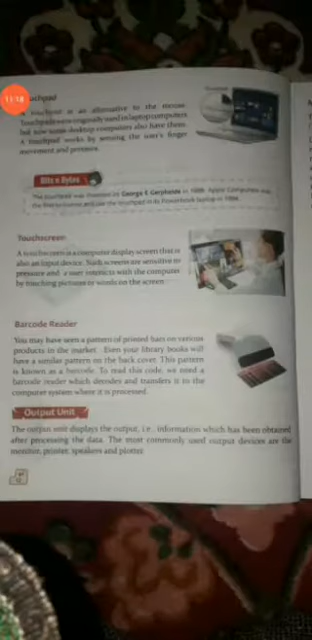 11:18
Touchpad
A touchpad is an alternative to the mouse.
Touchpads were originally used in laptop computers
but now some desktop computers also have them.
A touchpad works by sensing the user's finger
movement and pressure.
Bits n Bytes
The touchpad was invented by George E Gerpheide in 1988. Apple Computers was
the first to license and use the touchpad in its Powerbook laptop in 1994.
Touchscreen
A touchscreen is a computer display screen that is
also an input device. Such screens are sensitive to
pressure and a user interacts with the computer
by touching pictures or words on the screen.
Barcode Reader
You may have seen a pattern of printed bars on various
products in the market. Even your library books will
have a similar pattern on the back cover. This pattern
is known as a barcode. To read this code, we need a
barcode reader which decodes and transfers it to the
computer system where it is processed.
Output Unit
The output unit displays the output, i.e., information which has been obtained
after processing the data. The most commonly used output devices are the
monitor, printer, speakers and plotter.